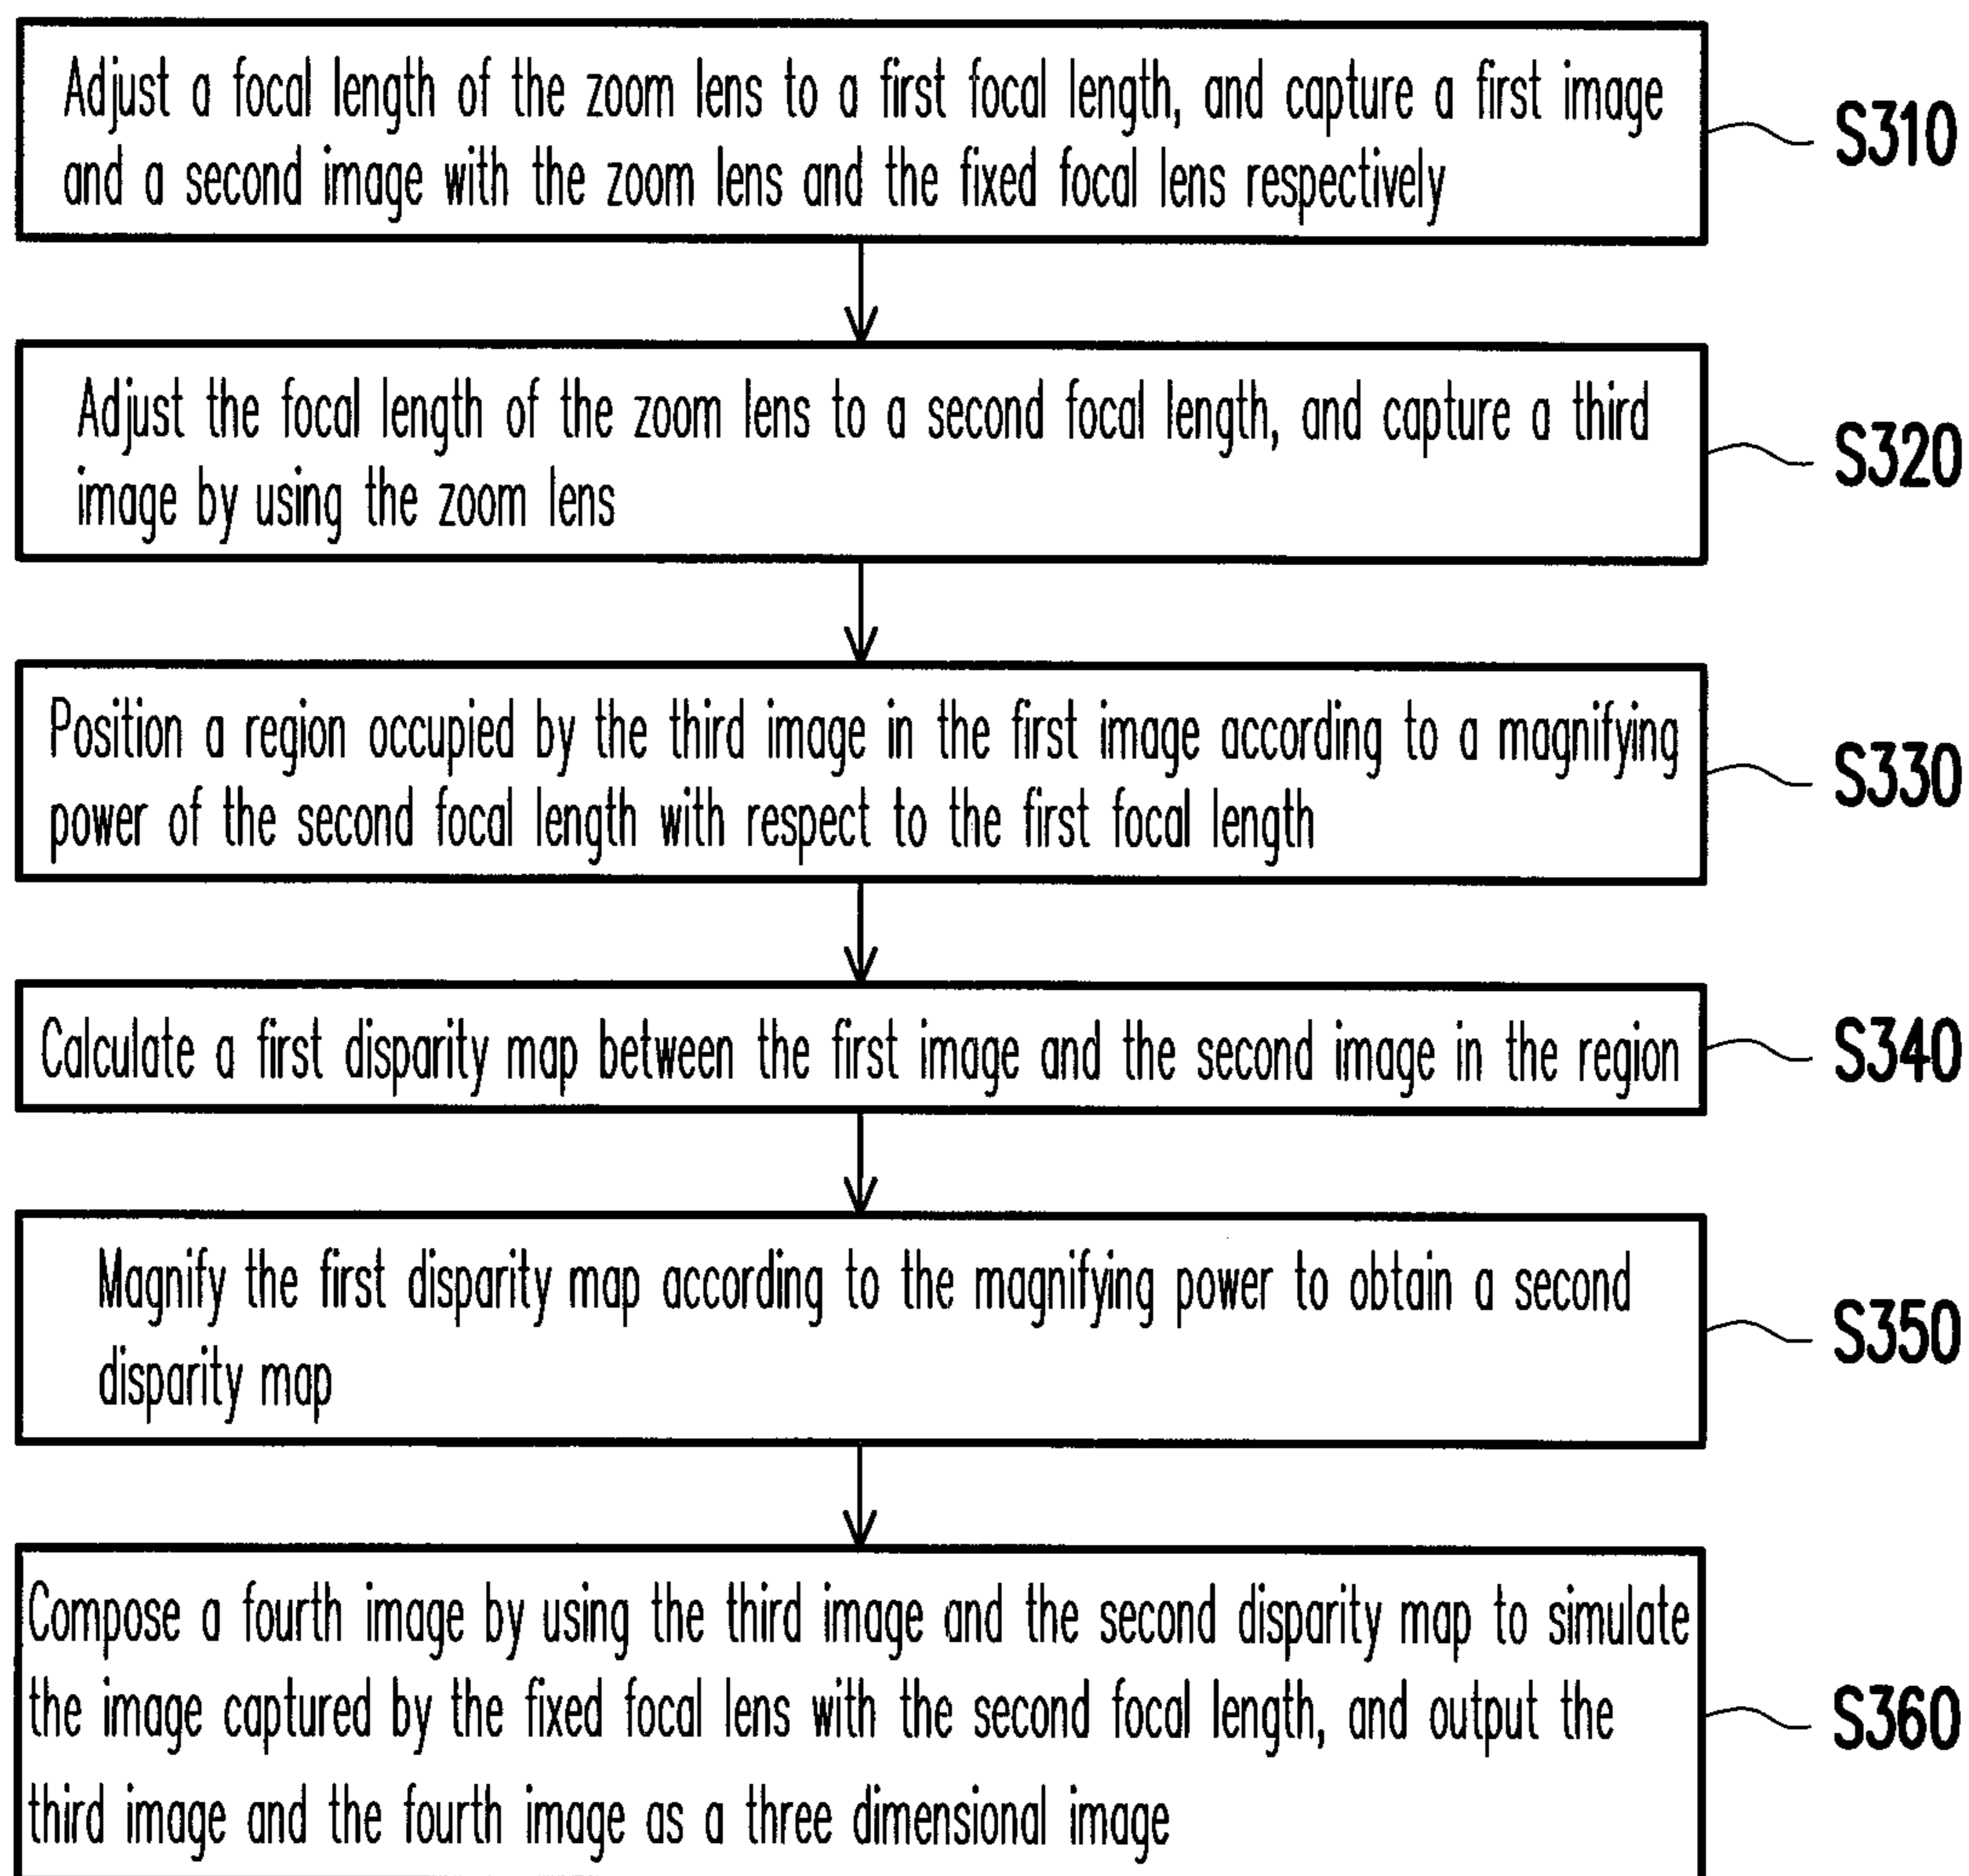 Adjust a focal length of the zoom lens to a first focal length, and capture a first image
and a second image with the zoom lens and the fixed focal lens respectively
S310
Adjust the focal length of the zoom lens to a second focal length, and capture a third
image by using the zoom lens
S320
Position a region occupied by the third image in the first image according to a magnifying
power of the second focal length with respect to the first focal length
S330
Calculate a first disparity map between the first image and the second image in the region
S340
Magnify the first disparity map according to the magnifying power to obtain a second
disparity map
S350
Compose a fourth image by using the third image and the second disparity map to simulate
the image captured by the fixed focal lens with the second focal length, and output the
third image and the fourth image as a three dimensional image
S360